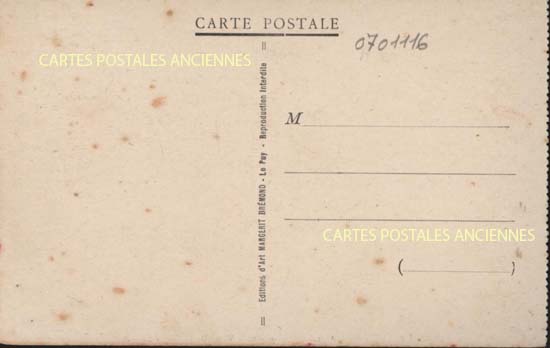 CARTE POSTALE
0701116
CARTES POSTALES ANCIENNES
Editions d'Art MARGERIT BRÉMOND - Le Puy - Reproduction Interdite
M
CARTES POSTALES ANCIENNES
( )